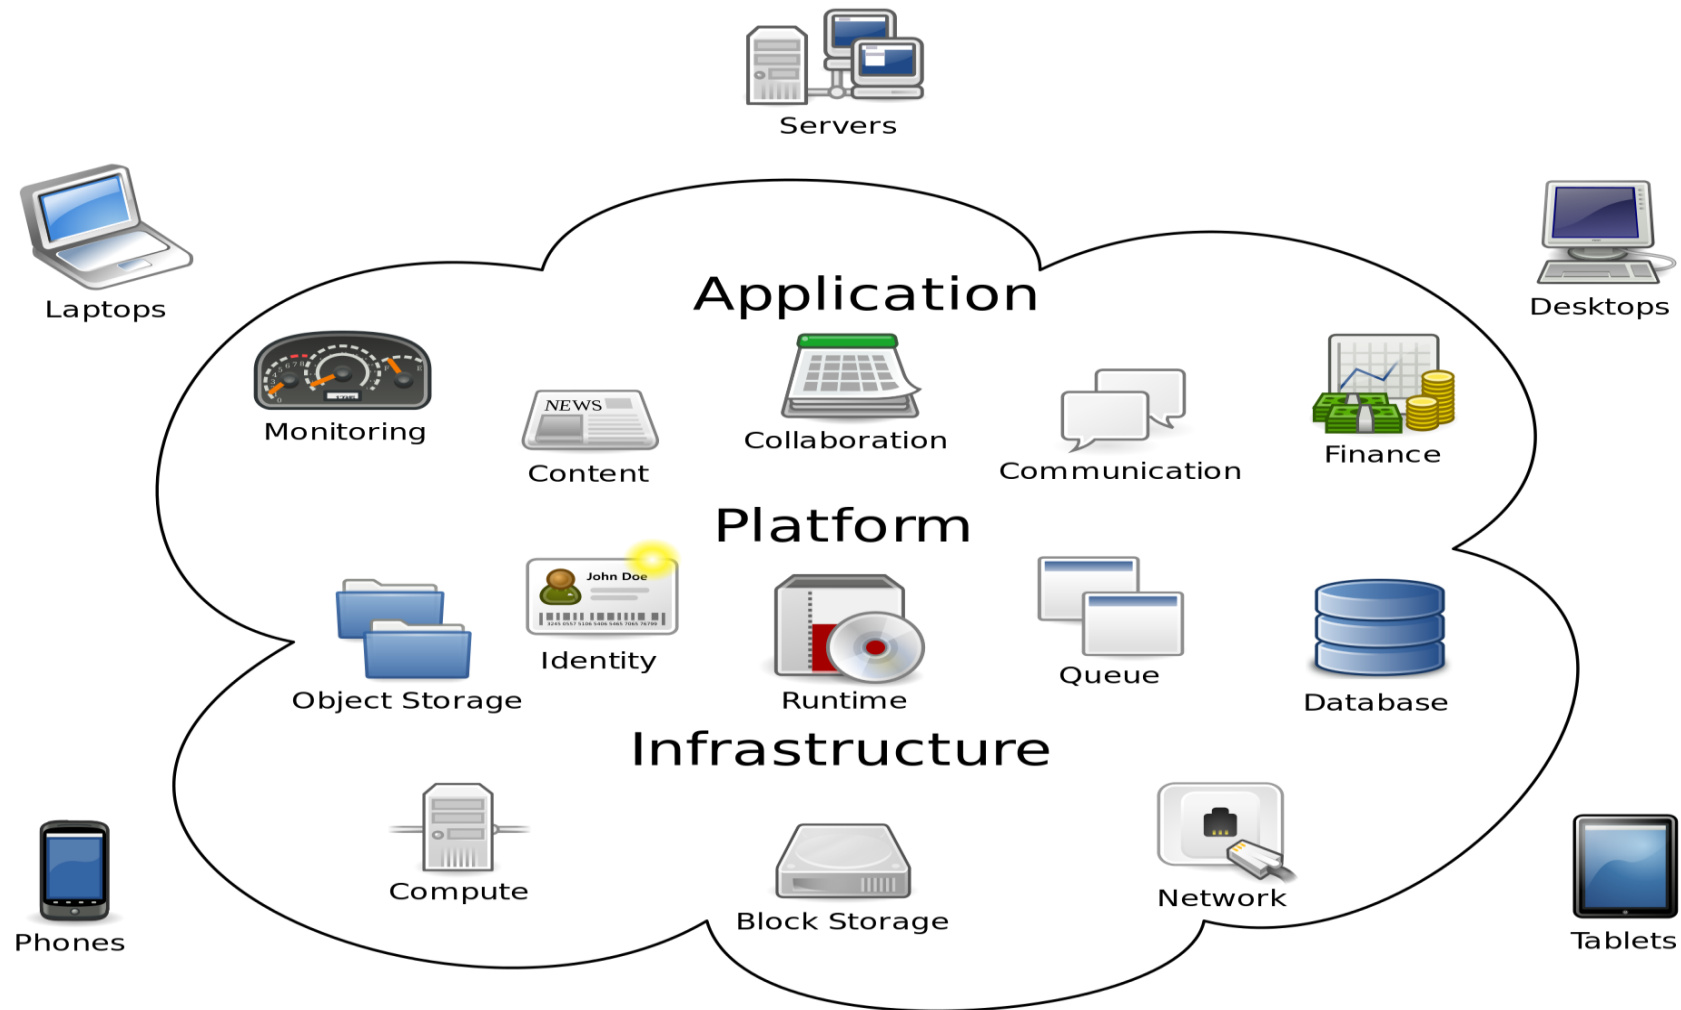 Servers
Laptops
Desktops
Application
Monitoring
NEWS
Content
Collaboration
Communication
Finance
Platform
John Doe
Object Storage
Identity
Runtime
Queue
Database
Infrastructure
Compute
Block Storage
Network
Phones
Tablets